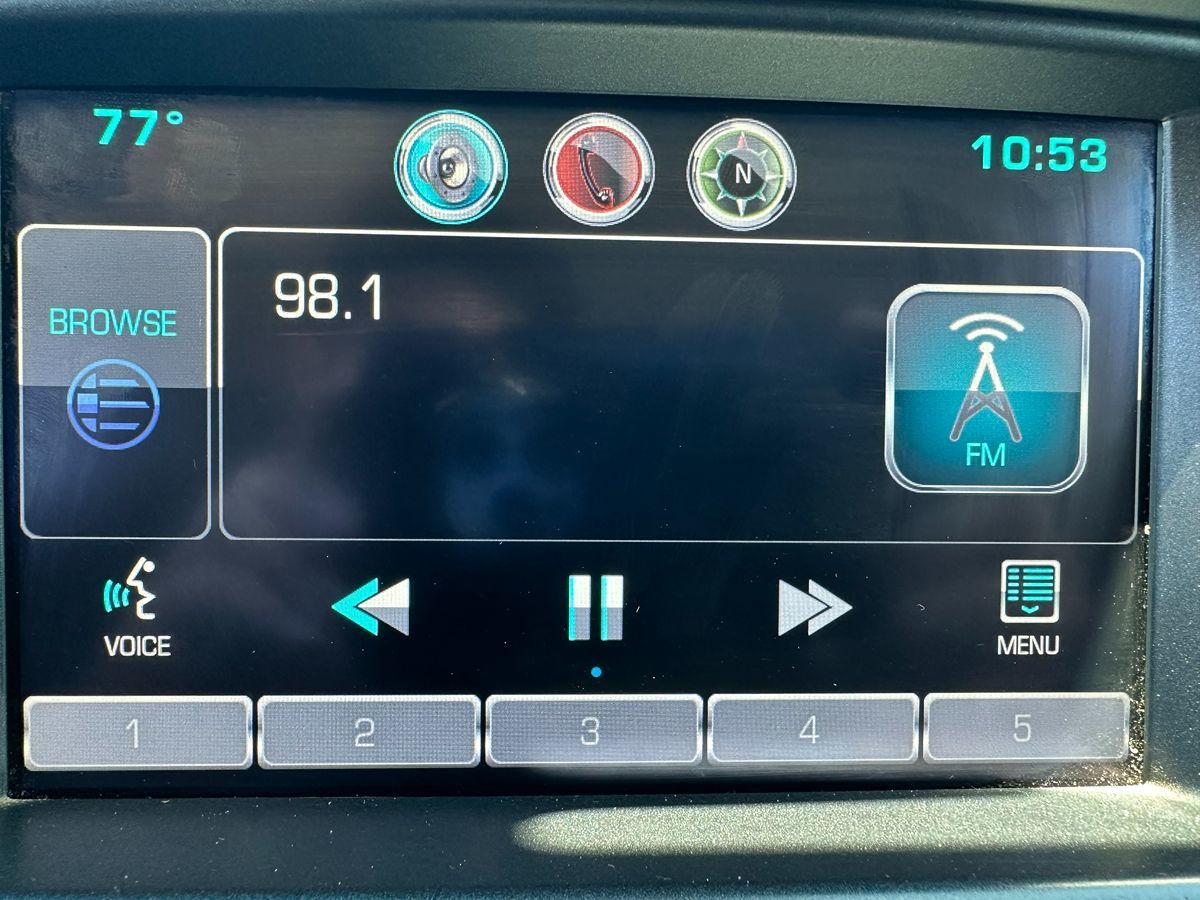 77°
N
10:53
BROWSE
98.1
FM
VOICE
MENU
1
2
3
4
5